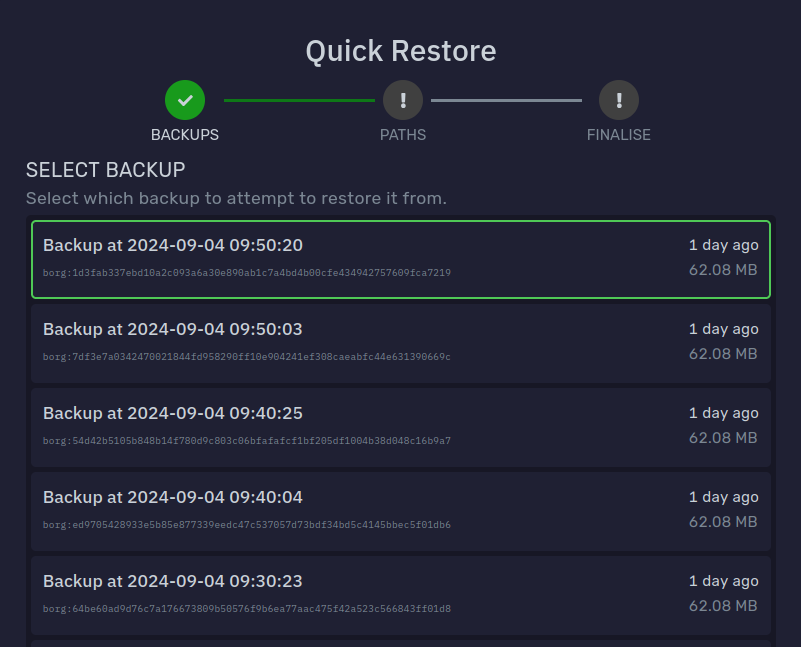 Quick Restore
BACKUPS
PATHS
FINALISE
SELECT BACKUP
Select which backup to attempt to restore it from.
Backup at 2024-09-04 09:50:20
1 day ago
borg:1d3fab337ebd10a2c093a6a30e890ab1c7a4bd4b00cfe434942757609fca7219
62.08 MB
Backup at 2024-09-04 09:50:03
1 day ago
borg:7df3e7a0342470021844fd958290ff10e904241ef308caeabfc44e631390669c
62.08 MB
Backup at 2024-09-04 09:40:25
1 day ago
borg:54d42b5105b848b14f780d9c803c06bfafafcf1bf205df1004b38d048c16b9a7
62.08 MB
Backup at 2024-09-04 09:40:04
1 day ago
borg:ed9705428933e5b85e877339eedc47c537057d73bdf34bd5c4145bbec5f01db6
62.08 MB
Backup at 2024-09-04 09:30:23
1 day ago
borg:64be60ad9d76c7a176673809b50576f9b6ea77aac475f42a523c566843ff01d8
62.08 MB